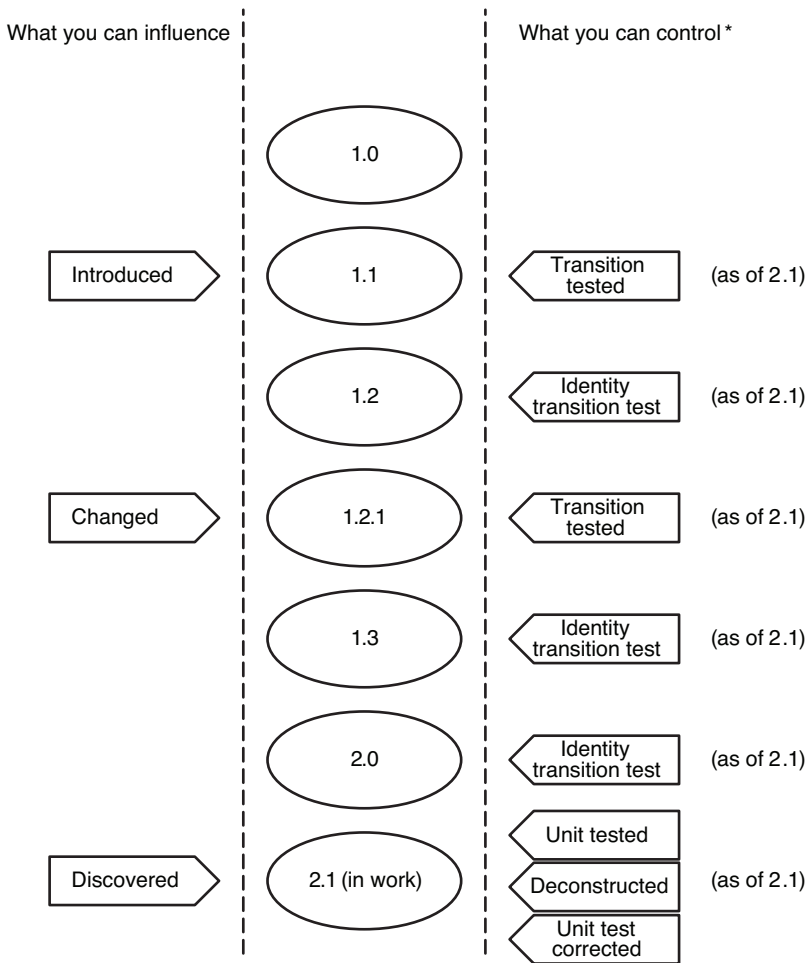 What you can influence
What you can control*
1.0
Introduced
1.1
Transition
tested
(as of 2.1)
1.2
Identity
transition test
(as of 2.1)
Changed
1.2.1
Transition
tested
(as of 2.1)
1.3
Identity
transition test
(as of 2.1)
2.0
Identity
transition test
(as of 2.1)
Unit tested
Discovered
2.1 (in work)
Deconstructed
(as of 2.1)
Unit test
corrected